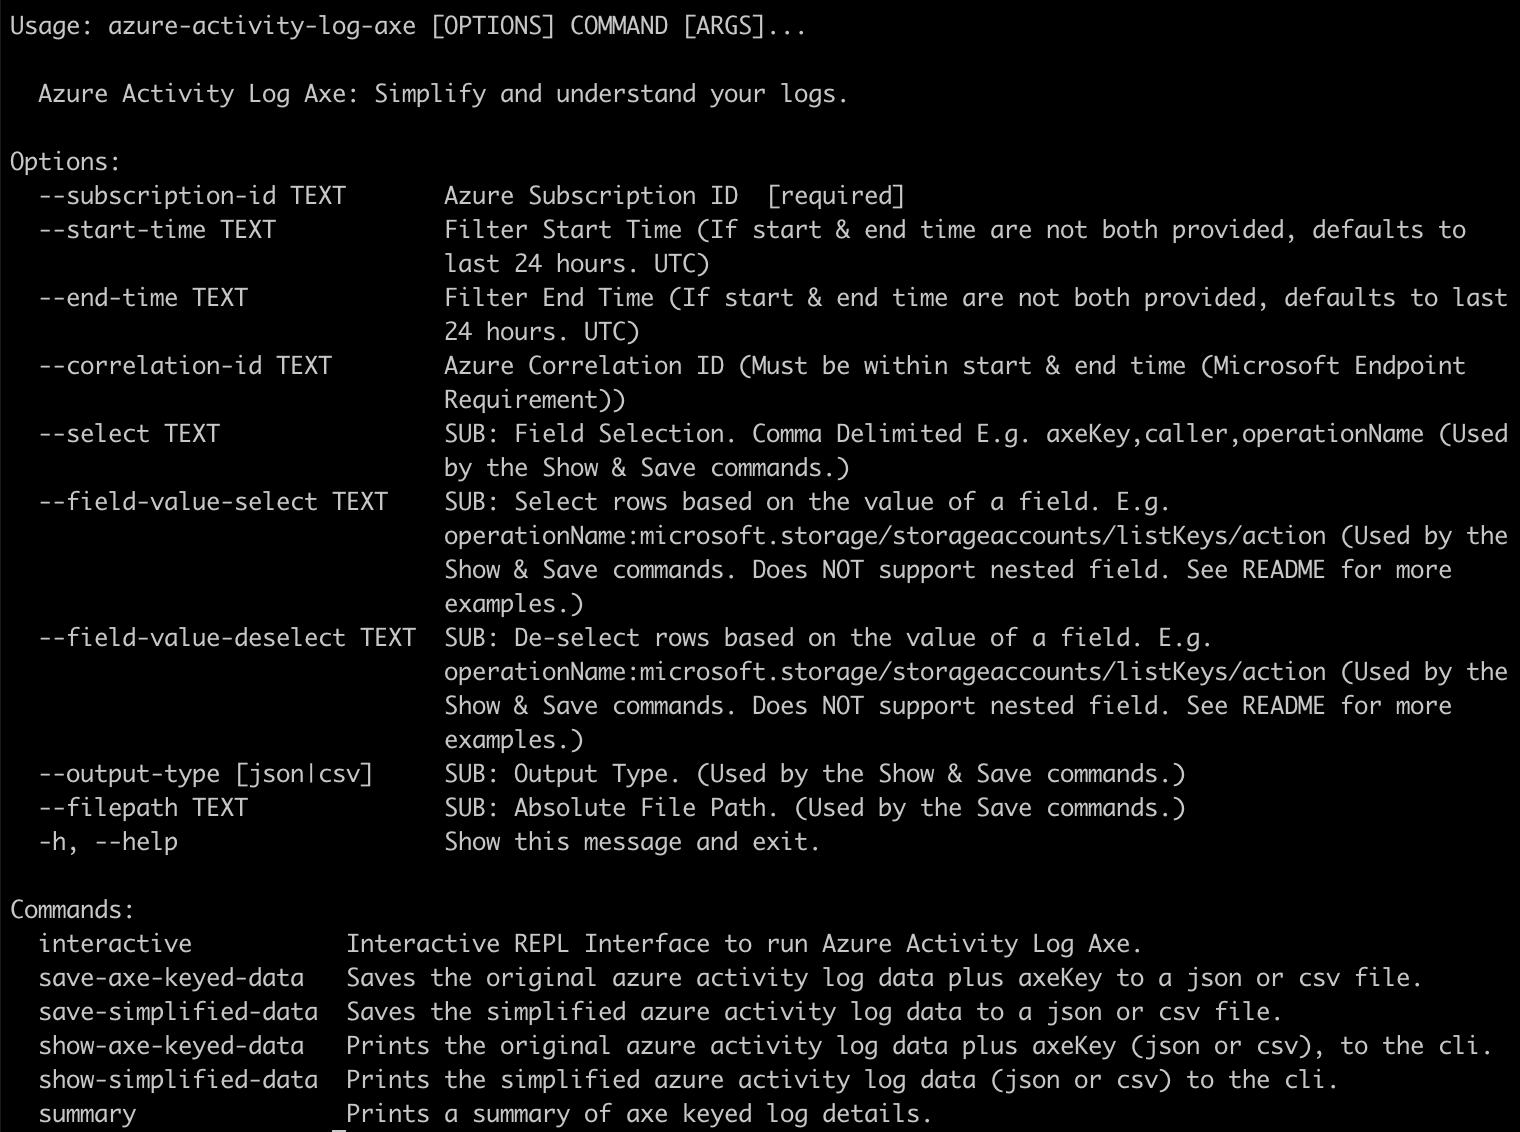 Usage: azure-activity-log-axe [OPTIONS] COMMAND [ARGS]...
Azure Activity Log Axe: Simplify and understand your logs.
Options:
--subscription-id TEXT Azure Subscription ID [required]
--start-time TEXT Filter Start Time (If start & end time are not both provided, defaults to
last 24 hours. UTC)
--end-time TEXT Filter End Time (If start & end time are not both provided, defaults to last
24 hours. UTC)
--correlation-id TEXT Azure Correlation ID (Must be within start & end time (Microsoft Endpoint
Requirement))
--select TEXT SUB: Field Selection. Comma Delimited E.g. axeKey,caller,operationName (Used
by the Show & Save commands.)
--field-value-select TEXT SUB: Select rows based on the value of a field. E.g.
operationName:microsoft.storage/storageaccounts/listKeys/action (Used by the
Show & Save commands. Does NOT support nested field. See README for more
examples.)
--field-value-deselect TEXT SUB: De-select rows based on the value of a field. E.g.
operationName:microsoft.storage/storageaccounts/listKeys/action (Used by the
Show & Save commands. Does NOT support nested field. See README for more
examples.)
--output-type [json|csv] SUB: Output Type. (Used by the Show & Save commands.)
--filepath TEXT SUB: Absolute File Path. (Used by the Save commands.)
-h, --help Show this message and exit.
Commands:
interactive Interactive REPL Interface to run Azure Activity Log Axe.
save-axe-keyed-data Saves the original azure activity log data plus axeKey to a json or csv file.
save-simplified-data Saves the simplified azure activity log data to a json or csv file.
show-axe-keyed-data Prints the original azure activity log data plus axeKey (json or csv), to the cli.
show-simplified-data Prints the simplified azure activity log data (json or csv) to the cli.
summary Prints a summary of axe keyed log details.